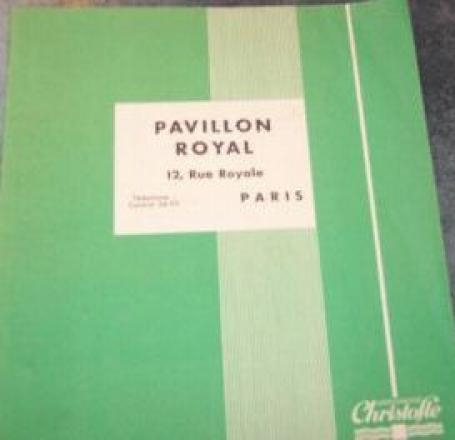 PAVILLON
ROYAL
12, Rue Royale
PARIS
Christofle